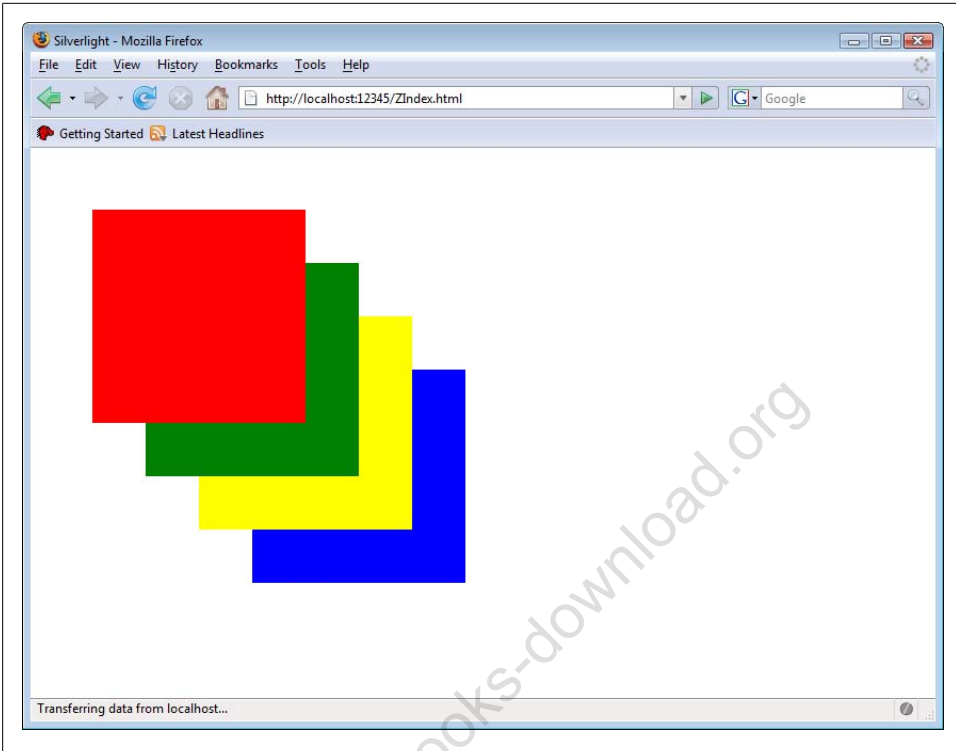 Silverlight - Mozilla Firefox
File Edit View History Bookmarks Tools Help
http://localhost:12345/ZIndex.html
G Google
Getting Started Latest Headlines
Transferring data from localhost...
ooks-download.org